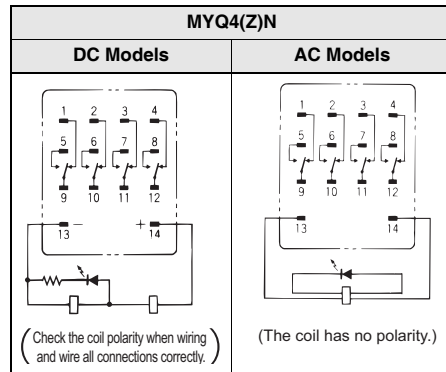 MYQ4(Z)N
DC Models
AC Models
1 2 3 4
5 6 7 8
9 10 11 12
13 − + 14
(Check the coil polarity when wiring
and wire all connections correctly.)
1 2 3 4
5 6 7 8
9 10 11 12
13 14
(The coil has no polarity.)